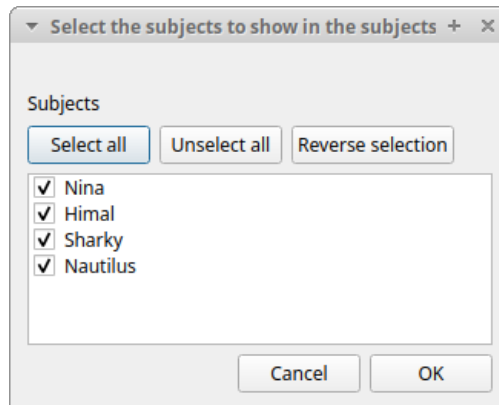 Select the subjects to show in the subjects
Subjects
Select all Unselect all Reverse selection
Nina
Himal
Sharky
Nautilus
Cancel OK